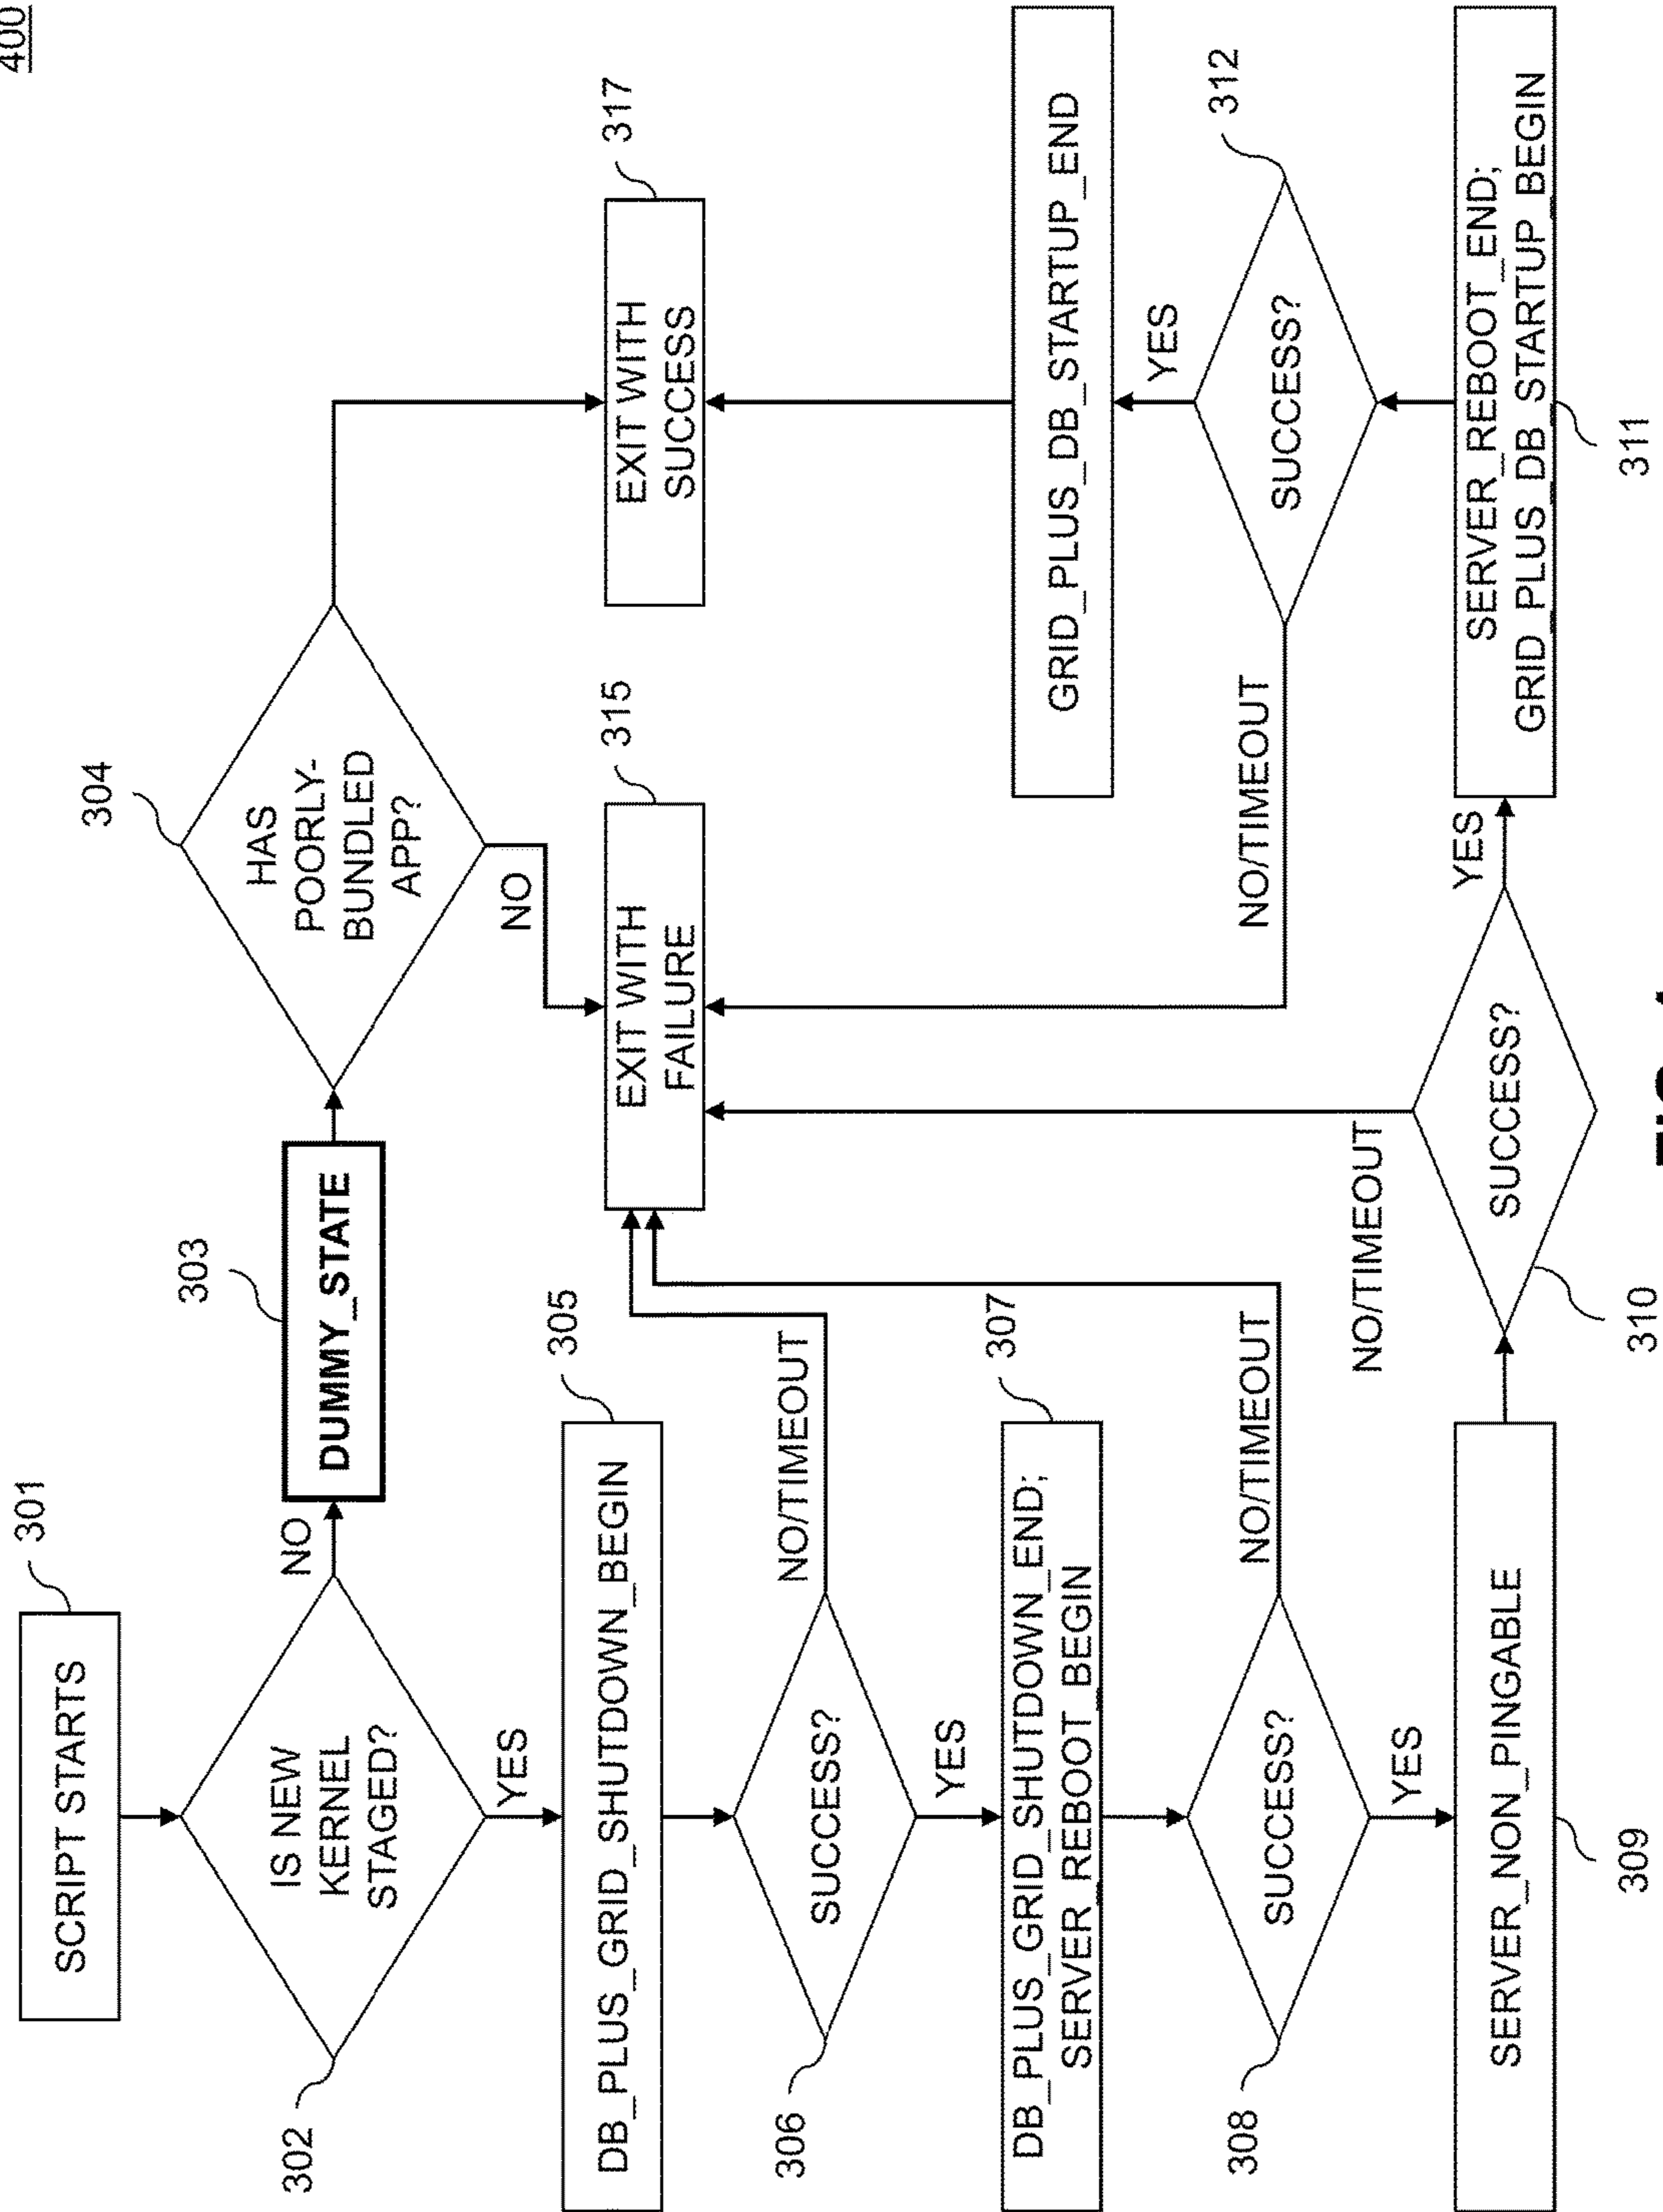 400
SCRIPT STARTS
301
IS NEW
KERNEL
STAGED?
302
NO
YES
DUMMY_STATE
303
HAS
POORLY-
BUNDLED
APP?
304
NO
DB_PLUS_GRID_SHUTDOWN_BEGIN
305
SUCCESS?
306
NO/TIMEOUT
YES
DB_PLUS_GRID_SHUTDOWN_END;
SERVER_REBOOT_BEGIN
307
SUCCESS?
308
NO/TIMEOUT
YES
SERVER_NON_PINGABLE
309
SUCCESS?
310
NO/TIMEOUT
YES
SERVER_REBOOT_END;
GRID_PLUS_DB_STARTUP_BEGIN
311
SUCCESS?
312
NO/TIMEOUT
YES
GRID_PLUS_DB_STARTUP_END
EXIT WITH
FAILURE
315
EXIT WITH
SUCCESS
317